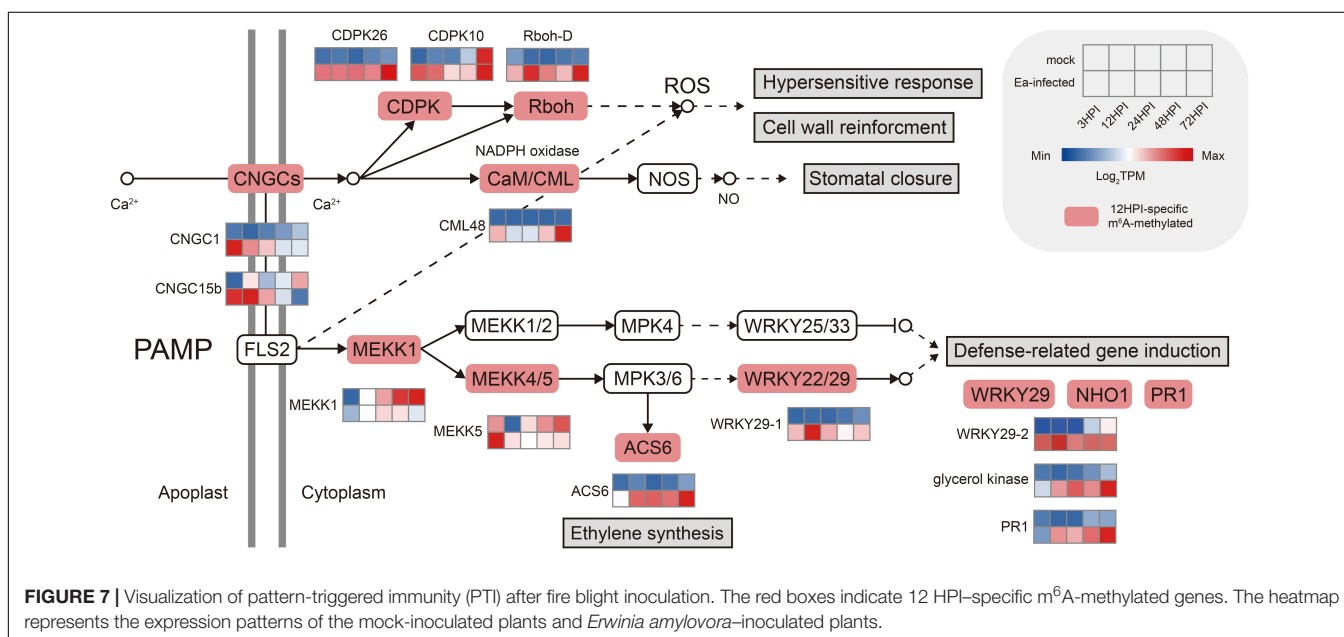 CDPK26
CDPK10
Rboh-D
mock
Ea-infected
3HPI
12HPI
24HPI
48HPI
72HPI
Min
Max
Log₂TPM
12HPI-specific
m⁶A-methylated
CDPK
Rboh
ROS
Hypersensitive response
Cell wall reinforcment
NADPH oxidase
CNGCs
CaM/CML
NOS
NO
Stomatal closure
Ca²⁺
Ca²⁺
CNGC1
CML48
CNGC15b
PAMP
FLS2
MEKK1
MEKK1/2
MPK4
WRKY25/33
MEKK4/5
MPK3/6
WRKY22/29
Defense-related gene induction
WRKY29
NHO1
PR1
MEKK1
MEKK5
WRKY29-1
WRKY29-2
ACS6
glycerol kinase
ACS6
PR1
Apoplast
Cytoplasm
Ethylene synthesis
FIGURE 7 | Visualization of pattern-triggered immunity (PTI) after fire blight inoculation. The red boxes indicate 12 HPI–specific m⁶A-methylated genes. The heatmap
represents the expression patterns of the mock-inoculated plants and Erwinia amylovora–inoculated plants.